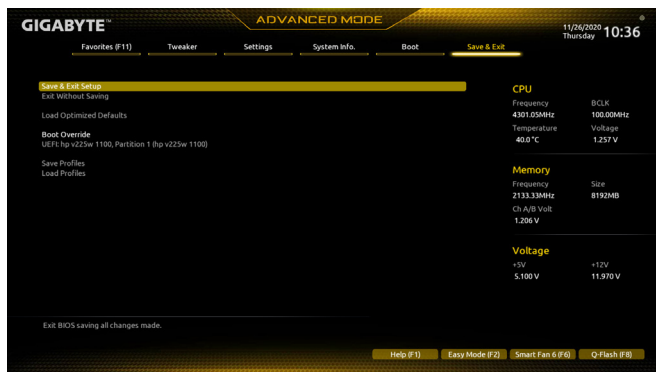 GIGABYTE™
ADVANCED MODE
11/26/2020 Thursday 10:36
Favorites (F11) Tweaker Settings System Info. Boot Save & Exit
Save & Exit Setup
Exit Without Saving
Load Optimized Defaults
Boot Override
UEFI: hp v225w 1100, Partition 1 (hp v225w 1100)
Save Profiles
Load Profiles
CPU
Frequency BCLK
4301.05MHz 100.00MHz
Temperature Voltage
40.0 °C 1.257 V
Memory
Frequency Size
2133.33MHz 8192MB
Ch A/B Volt
1.206 V
Voltage
+5V +12V
5.100 V 11.970 V
Exit BIOS saving all changes made.
Help (F1) Easy Mode (F2) Smart Fan 6 (F6) Q-Flash (F8)